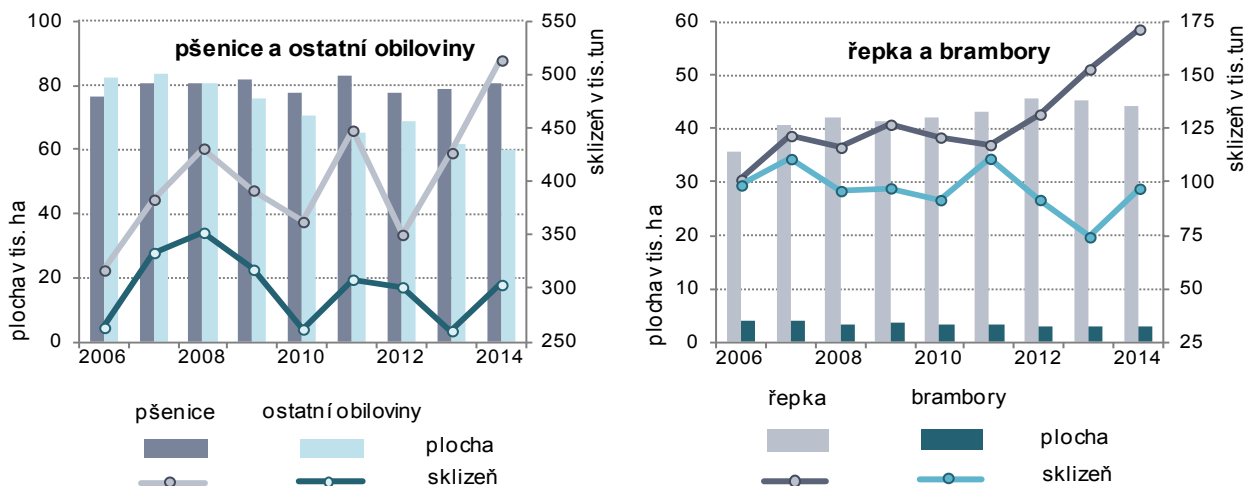 pšenice a ostatní obiloviny
plocha v tis. ha
100
80
60
40
20
0
sklizeň v tis.tun
550
500
450
400
350
300
250
2006
2008
2010
2012
2014
pšenice
ostatní obiloviny
plocha
sklizeň
řepka a brambory
plocha v tis. ha
60
50
40
30
20
10
0
sklizeň v tis.tun
175
150
125
100
75
50
25
2006
2008
2010
2012
2014
řepka
brambory
plocha
sklizeň